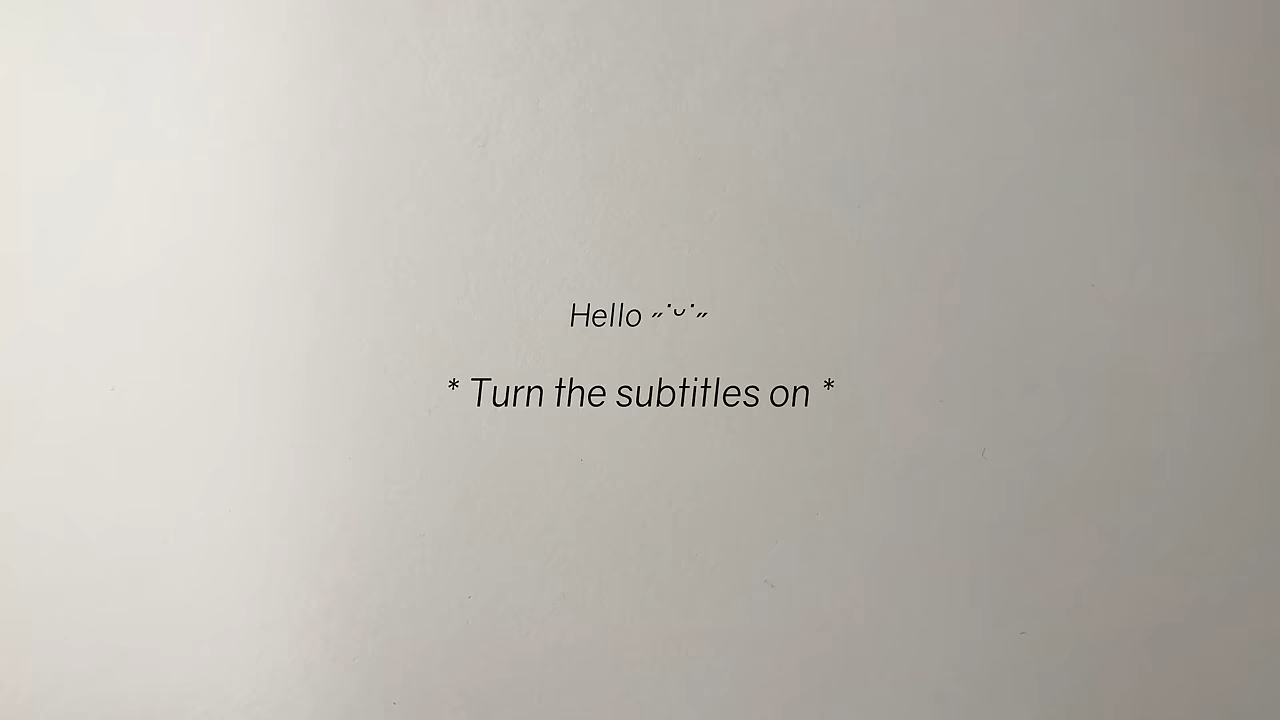 Hello ˶˙ᵕ˙˶
* Turn the subtitles on *